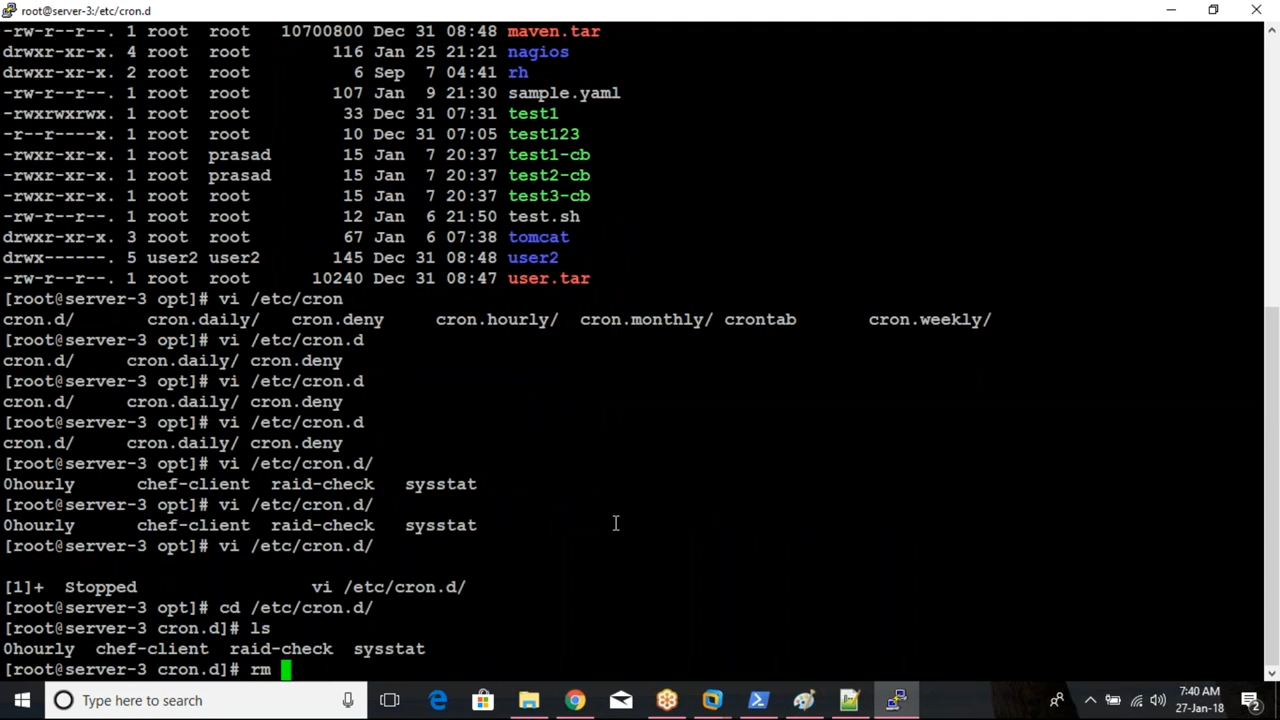 root@server-3:/etc/cron.d
-rw-r--r--. 1 root   root   10700800 Dec 31 08:48 maven.tar
drwxr-xr-x. 4 root   root        116 Jan 25 21:21 nagios
drwxr-xr-x. 2 root   root          6 Sep  7 04:41 rh
-rw-r--r--. 1 root   root        107 Jan  9 21:30 sample.yaml
-rwxrwxrwx. 1 root   root         33 Dec 31 07:31 test1
-r--r----x. 1 root   root         10 Dec 31 07:05 test123
-rwxr-xr-x. 1 root   prasad       15 Jan  7 20:37 test1-cb
-rwxr-xr-x. 1 root   prasad       15 Jan  7 20:37 test2-cb
-rwxr-xr-x. 1 root   root         15 Jan  7 20:37 test3-cb
-rw-r--r--. 1 root   root         12 Jan  6 21:50 test.sh
drwxr-xr-x. 3 root   root         67 Jan  6 07:38 tomcat
drwx------. 5 user2  user2       145 Dec 31 08:48 user2
-rw-r--r--. 1 root   root      10240 Dec 31 08:47 user.tar
[root@server-3 opt]# vi /etc/cron
cron.d/       cron.daily/   cron.deny     cron.hourly/  cron.monthly/ crontab       cron.weekly/
[root@server-3 opt]# vi /etc/cron.d
cron.d/     cron.daily/ cron.deny
[root@server-3 opt]# vi /etc/cron.d
cron.d/     cron.daily/ cron.deny
[root@server-3 opt]# vi /etc/cron.d
cron.d/     cron.daily/ cron.deny
[root@server-3 opt]# vi /etc/cron.d/
0hourly      chef-client  raid-check   sysstat
[root@server-3 opt]# vi /etc/cron.d/
0hourly      chef-client  raid-check   sysstat
[root@server-3 opt]# vi /etc/cron.d/
[1]+  Stopped                 vi /etc/cron.d/
[root@server-3 opt]# cd /etc/cron.d/
[root@server-3 cron.d]# ls
0hourly  chef-client  raid-check  sysstat
[root@server-3 cron.d]# rm
Type here to search
7:40 AM
27-Jan-18
2